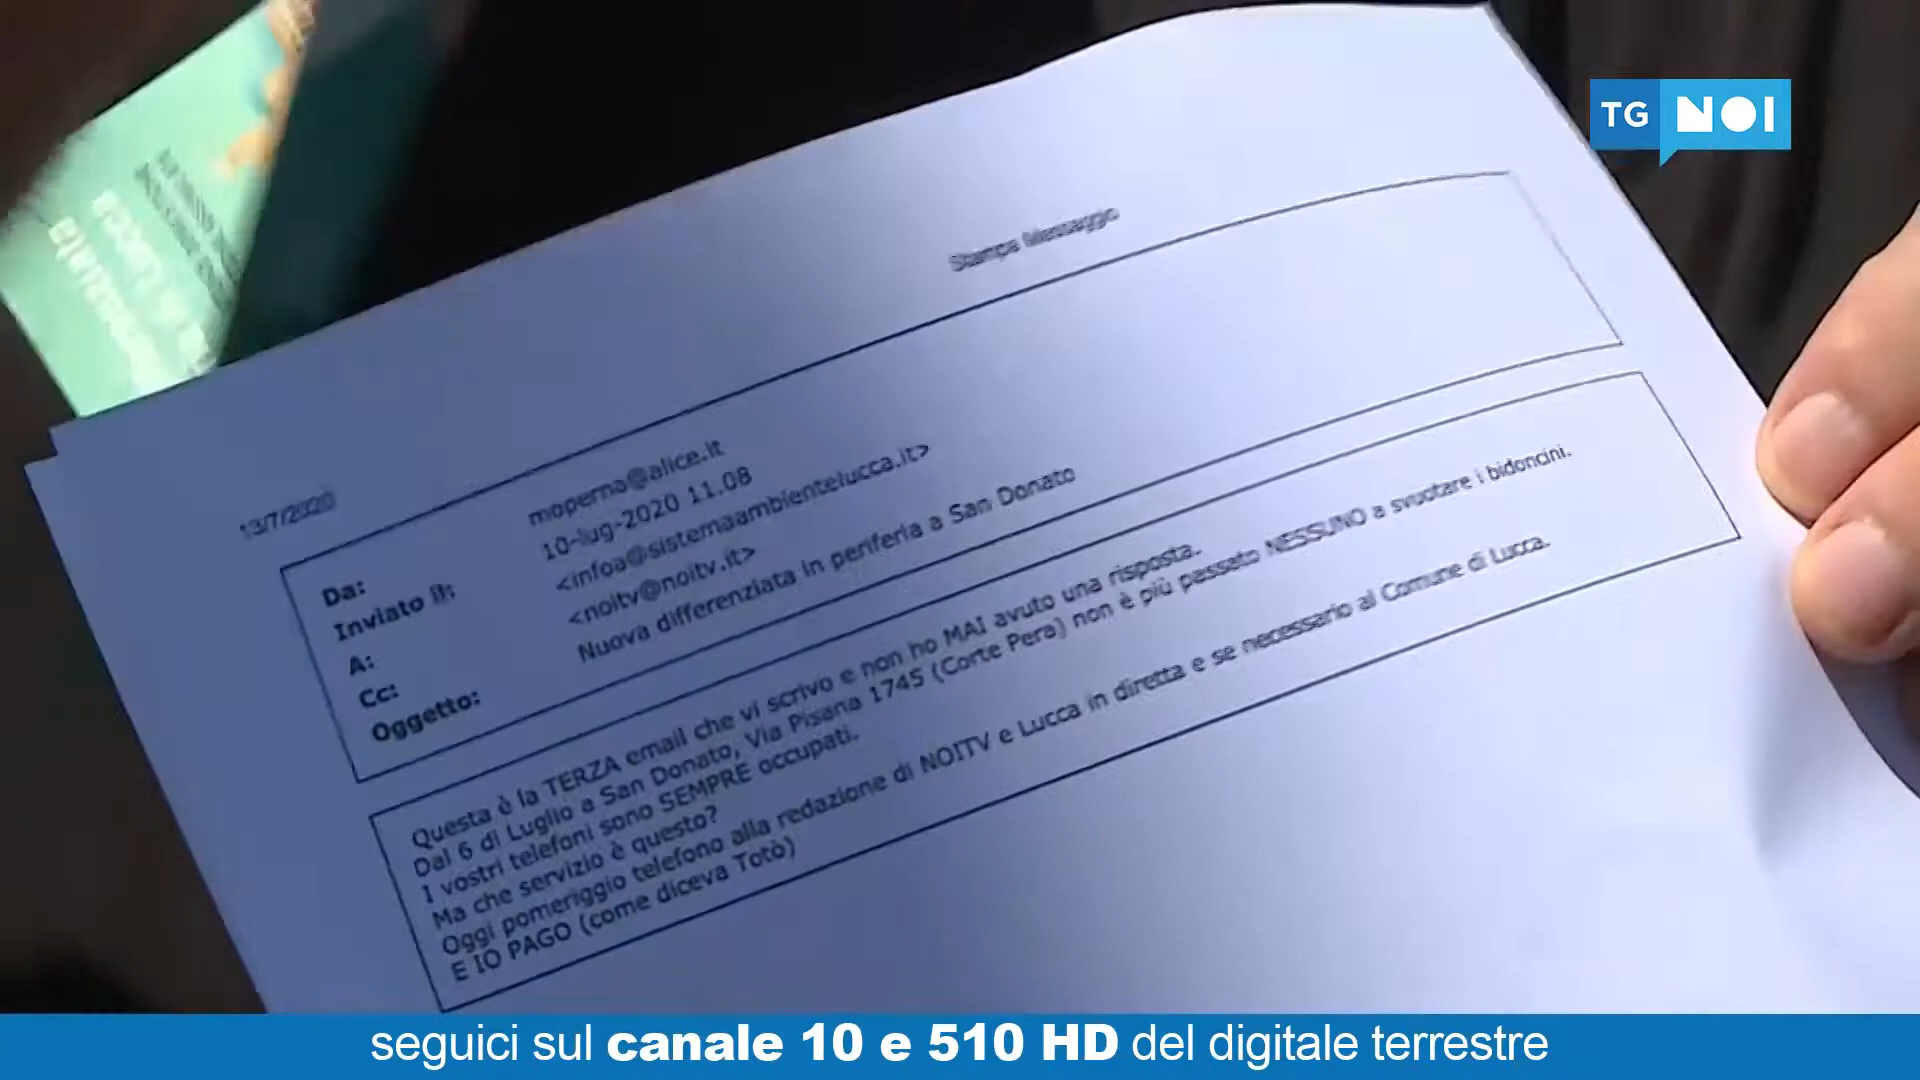 TG NOI
Stampa Messaggio
13/7/2020
Da: moperna@alice.it
Inviato il: 10-lug-2020 11.08
A: <infoa@sistemaambientelucca.it>
Cc: <noitv@noitv.it>
Oggetto: Nuova differenziata in periferia a San Donato
Questa è la TERZA email che vi scrivo e non ho MAI avuto una risposta.
Dal 6 di Luglio a San Donato, Via Pisana 1745 (Corte Pera) non è più passato NESSUNO a svuotare i bidoncini.
I vostri telefoni sono SEMPRE occupati.
Ma che servizio è questo?
Oggi pomeriggio telefono alla redazione di NOITV e Lucca in diretta e se necessario al Comune di Lucca.
E IO PAGO (come diceva Totò)
seguici sul canale 10 e 510 HD del digitale terrestre